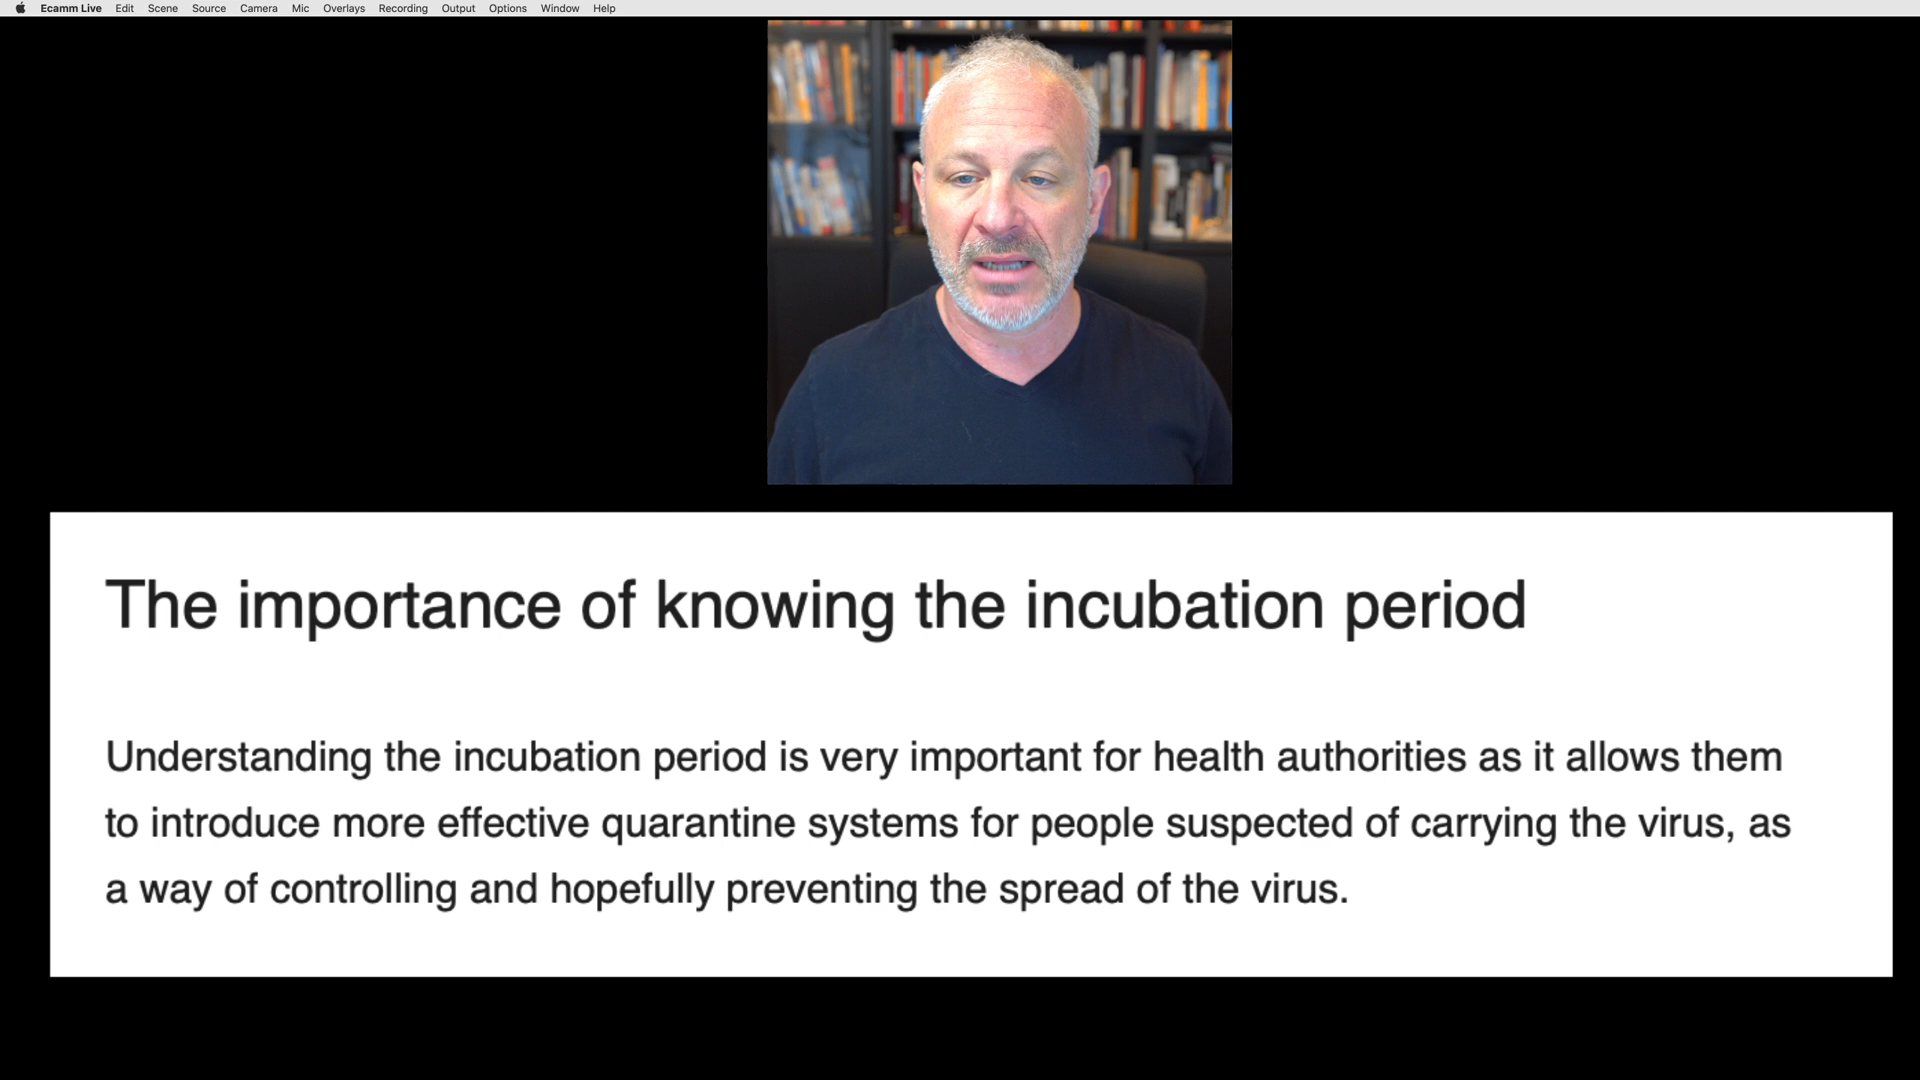 Ecamm Live Edit Scene Source Camera Mic Overlays Recording Output Options Window Help
The importance of knowing the incubation period
Understanding the incubation period is very important for health authorities as it allows them
to introduce more effective quarantine systems for people suspected of carrying the virus, as
a way of controlling and hopefully preventing the spread of the virus.